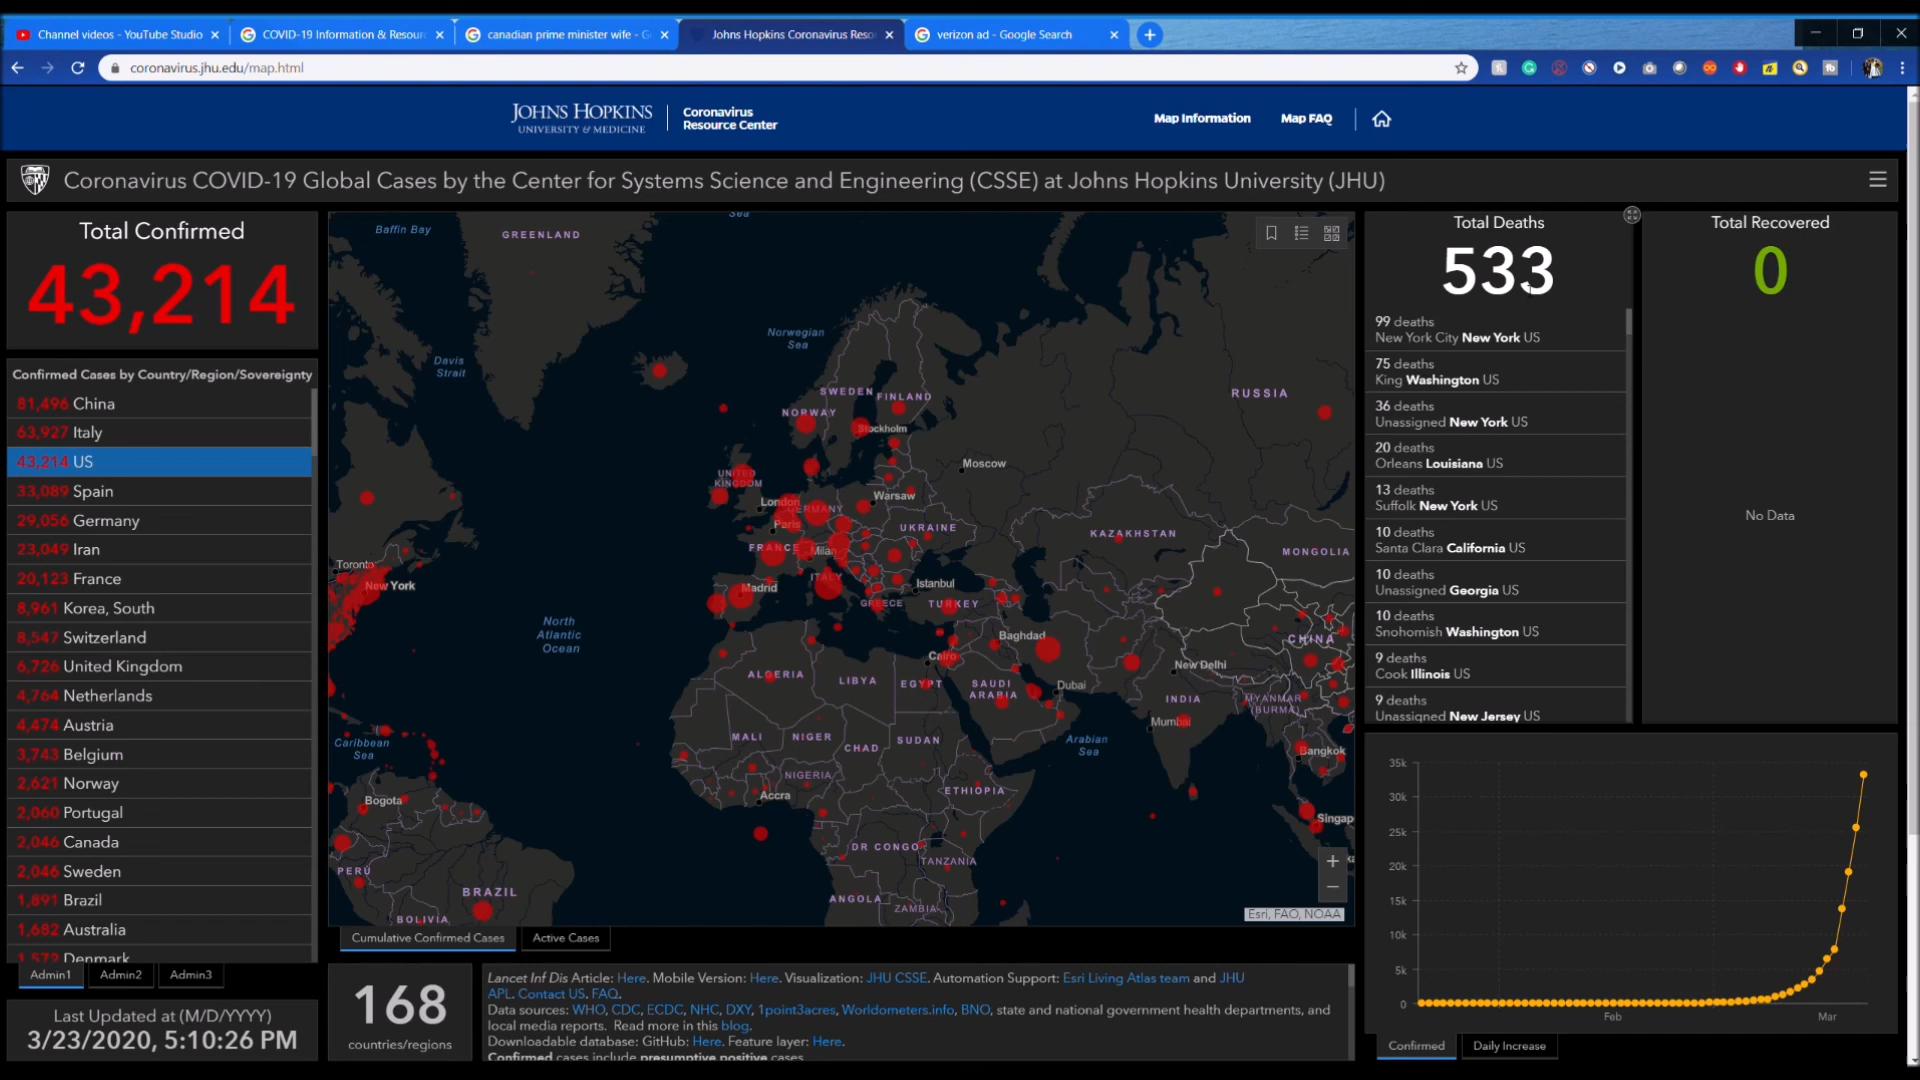 Channel videos - YouTube Studio
COVID-19 Information & Resour
canadian prime minister wife - G
Johns Hopkins Coronavirus Reso
verizon ad - Google Search
coronavirus.jhu.edu/map.html
JOHNS HOPKINS
UNIVERSITY & MEDICINE
Coronavirus
Resource Center
Map Information
Map FAQ
Coronavirus COVID-19 Global Cases by the Center for Systems Science and Engineering (CSSE) at Johns Hopkins University (JHU)
Total Confirmed
43,214
Confirmed Cases by Country/Region/Sovereignty
81,496 China
63,927 Italy
43,214 US
33,089 Spain
29,056 Germany
23,049 Iran
20,123 France
8,961 Korea, South
8,547 Switzerland
6,726 United Kingdom
4,764 Netherlands
4,474 Austria
3,743 Belgium
2,621 Norway
2,060 Portugal
2,046 Canada
2,046 Sweden
1,891 Brazil
1,682 Australia
1,572 Denmark
Admin1
Admin2
Admin3
Last Updated at (M/D/YYYY)
3/23/2020, 5:10:26 PM
Sea
Baffin Bay
GREENLAND
Norwegian
Sea
Davis
Strait
RUSSIA
SWEDEN
FINLAND
NORWAY
Stockholm
Moscow
UNITED
KINGDOM
London
Warsaw
GERMANY
Paris
UKRAINE
KAZAKHSTAN
FRANCE
Milan
MONGOLIA
Toronto
New York
ITALY
Madrid
Istanbul
GREECE
TURKEY
North
Atlantic
Ocean
Baghdad
CHINA
Cairo
New Delhi
ALGERIA
LIBYA
EGYPT
SAUDI
ARABIA
Dubai
INDIA
MYANMAR
(BURMA)
Mumbai
MALI
NIGER
CHAD
SUDAN
Arabian
Sea
Caribbean
Sea
Bangkok
NIGERIA
ETHIOPIA
Accra
Bogota
Singap
DR CONGO
TANZANIA
PERU
BRAZIL
ANGOLA
ZAMBIA
BOLIVIA
+
−
Esri, FAO, NOAA
Cumulative Confirmed Cases
Active Cases
168
countries/regions
Lancet Inf Dis Article: Here. Mobile Version: Here. Visualization: JHU CSSE. Automation Support: Esri Living Atlas team and JHU
APL. Contact US. FAQ.
Data sources: WHO, CDC, ECDC, NHC, DXY, 1point3acres, Worldometers.info, BNO, state and national government health departments, and
local media reports. Read more in this blog.
Downloadable database: GitHub: Here. Feature layer: Here.
Confirmed cases include presumptive positive cases.
Total Deaths
533
99 deaths
New York City New York US
75 deaths
King Washington US
36 deaths
Unassigned New York US
20 deaths
Orleans Louisiana US
13 deaths
Suffolk New York US
10 deaths
Santa Clara California US
10 deaths
Unassigned Georgia US
10 deaths
Snohomish Washington US
9 deaths
Cook Illinois US
9 deaths
Unassigned New Jersey US
Total Recovered
0
No Data
35k
30k
25k
20k
15k
10k
5k
0
Feb
Mar
Confirmed
Daily Increase